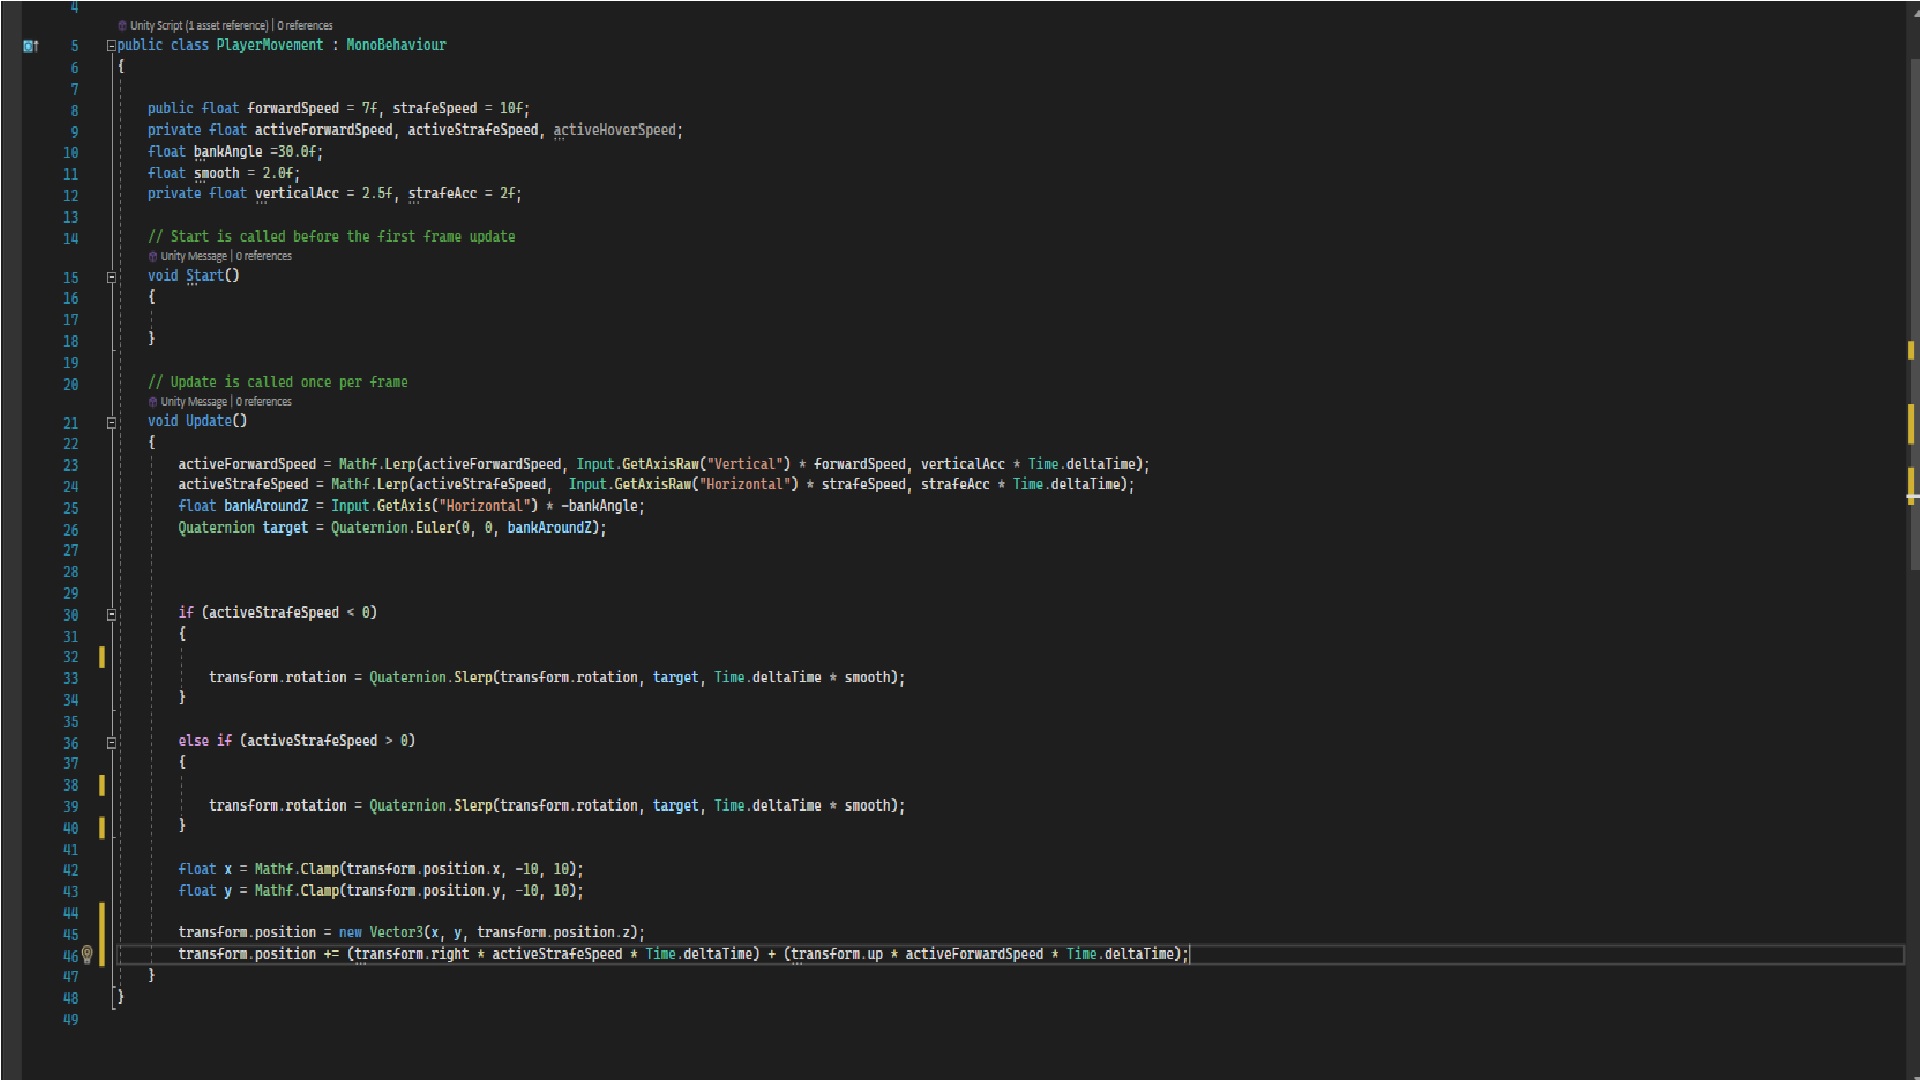 4
Unity Script (1 asset reference) | 0 references
5 public class PlayerMovement : MonoBehaviour
6 {
7
8 public float forwardSpeed = 7f, strafeSpeed = 10f;
9 private float activeForwardSpeed, activeStrafeSpeed, activeHoverSpeed;
10 float bankAngle =30.0f;
11 float smooth = 2.0f;
12 private float verticalAcc = 2.5f, strafeAcc = 2f;
13
14 // Start is called before the first frame update
Unity Message | 0 references
15 void Start()
16 {
17
18 }
19
20 // Update is called once per frame
Unity Message | 0 references
21 void Update()
22 {
23 activeForwardSpeed = Mathf.Lerp(activeForwardSpeed, Input.GetAxisRaw("Vertical") * forwardSpeed, verticalAcc * Time.deltaTime);
24 activeStrafeSpeed = Mathf.Lerp(activeStrafeSpeed,  Input.GetAxisRaw("Horizontal") * strafeSpeed, strafeAcc * Time.deltaTime);
25 float bankAroundZ = Input.GetAxis("Horizontal") * -bankAngle;
26 Quaternion target = Quaternion.Euler(0, 0, bankAroundZ);
27
28
29
30 if (activeStrafeSpeed < 0)
31 {
32
33 transform.rotation = Quaternion.Slerp(transform.rotation, target, Time.deltaTime * smooth);
34 }
35
36 else if (activeStrafeSpeed > 0)
37 {
38
39 transform.rotation = Quaternion.Slerp(transform.rotation, target, Time.deltaTime * smooth);
40 }
41
42 float x = Mathf.Clamp(transform.position.x, -10, 10);
43 float y = Mathf.Clamp(transform.position.y, -10, 10);
44
45 transform.position = new Vector3(x, y, transform.position.z);
46 transform.position += (transform.right * activeStrafeSpeed * Time.deltaTime) + (transform.up * activeForwardSpeed * Time.deltaTime);
47 }
48 }
49